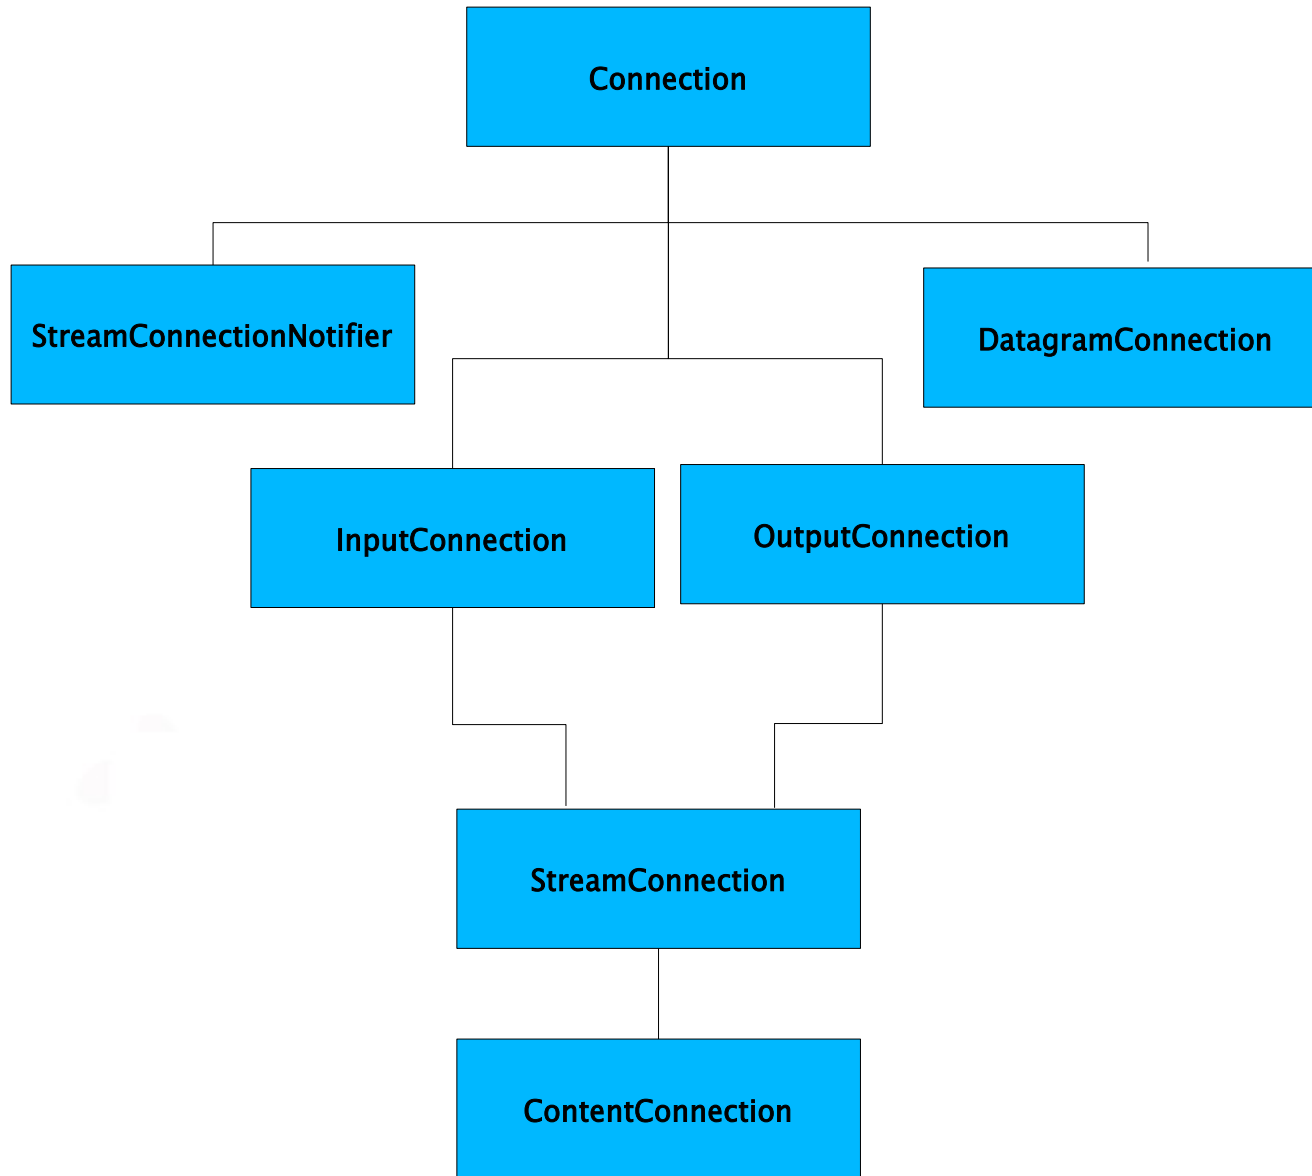 Connection
StreamConnectionNotifier
DatagramConnection
InputConnection
OutputConnection
StreamConnection
ContentConnection